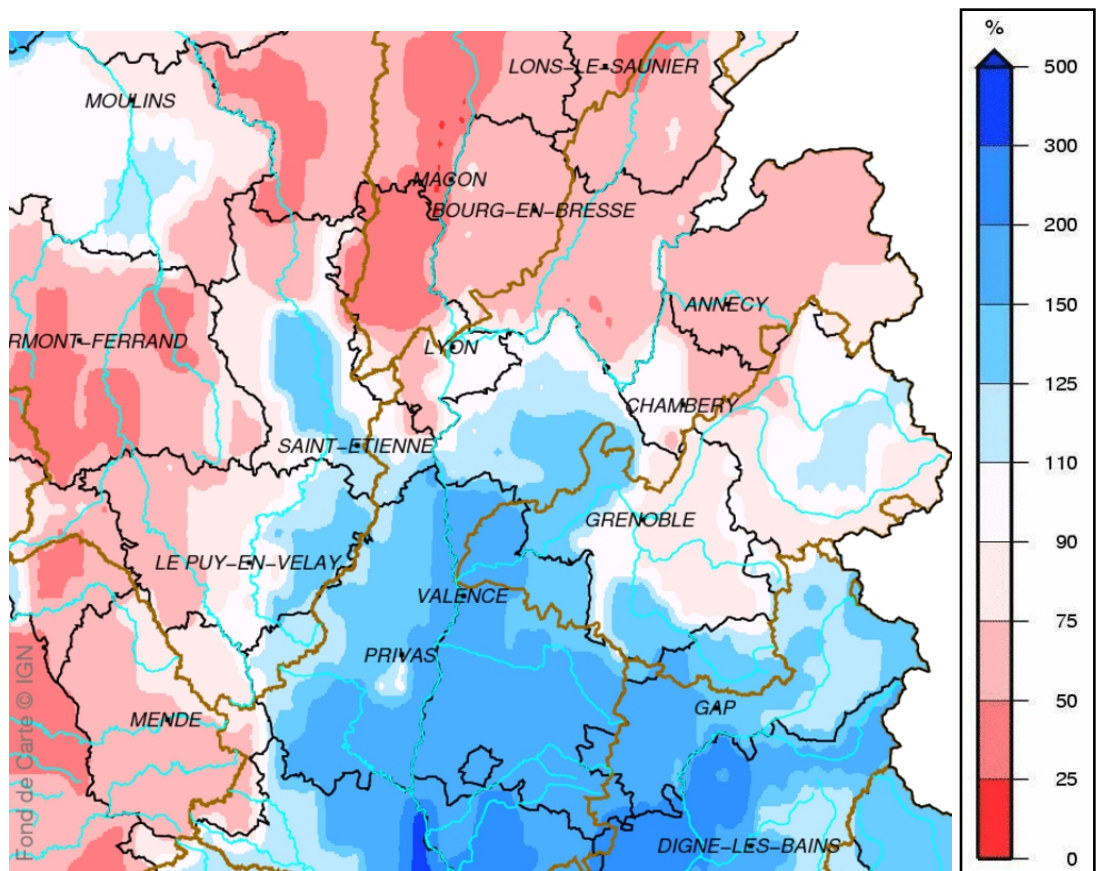 %
500
LONS-LE-SAUNIER
MOULINS
300
MACON
BOURG-EN-BRESSE
200
ANNECY
150
RMONT-FERRAND
LYON
125
CHAMBERY
SAINT-ETIENNE
110
GRENOBLE
90
LE PUY-EN-VELAY
VALENCE
75
PRIVAS
50
GAP
MENDE
25
DIGNE-LES-BAINS
0
Fond de Carte © IGN